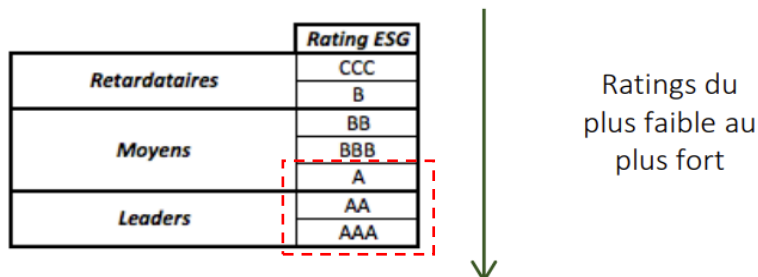 Rating ESG
Retardataires
CCC
B
Moyens
BB
BBB
A
Leaders
AA
AAA
Ratings du
plus faible au
plus fort